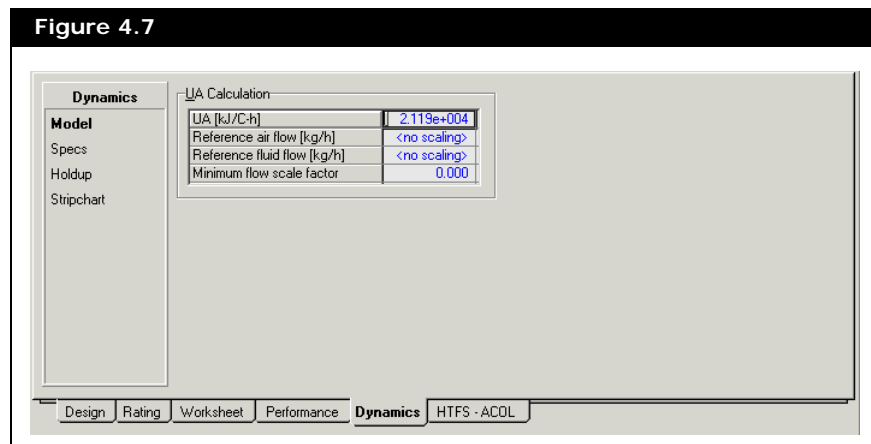 Figure 4.7
Dynamics
Model
Specs
Holdup
Stripchart
UA Calculation
UA [kJ/C-h] 2.119e+004
Reference air flow [kg/h] <no scaling>
Reference fluid flow [kg/h] <no scaling>
Minimum flow scale factor 0.000
Design Rating Worksheet Performance Dynamics HTFS - ACOL